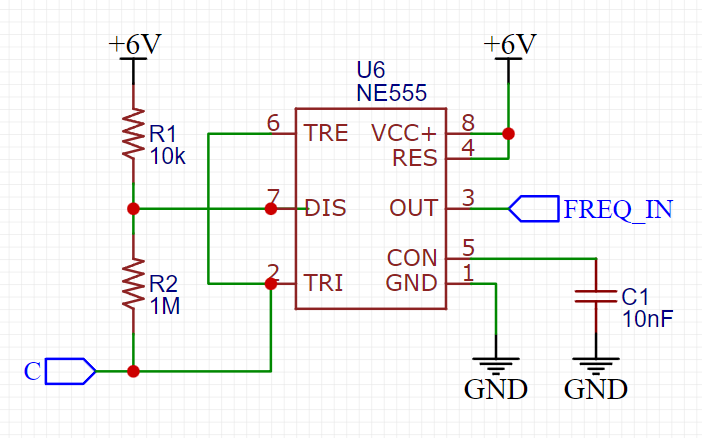 +6V
+6V
U6
NE555
R1
10k
6
TRE
VCC+
8
RES
4
7
DIS
OUT
3
FREQ_IN
CON
5
R2
1M
2
TRI
GND
1
C1
10nF
C
GND
GND